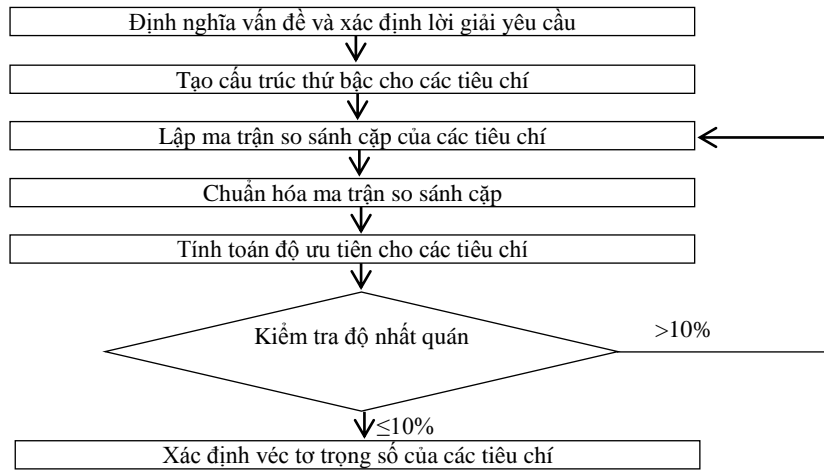 Định nghĩa vấn đề và xác định lời giải yêu cầu
Tạo cấu trúc thứ bậc cho các tiêu chí
Lập ma trận so sánh cặp của các tiêu chí
Chuẩn hóa ma trận so sánh cặp
Tính toán độ ưu tiên cho các tiêu chí
Kiểm tra độ nhất quán
>10%
≤10%
Xác định véc tơ trọng số của các tiêu chí